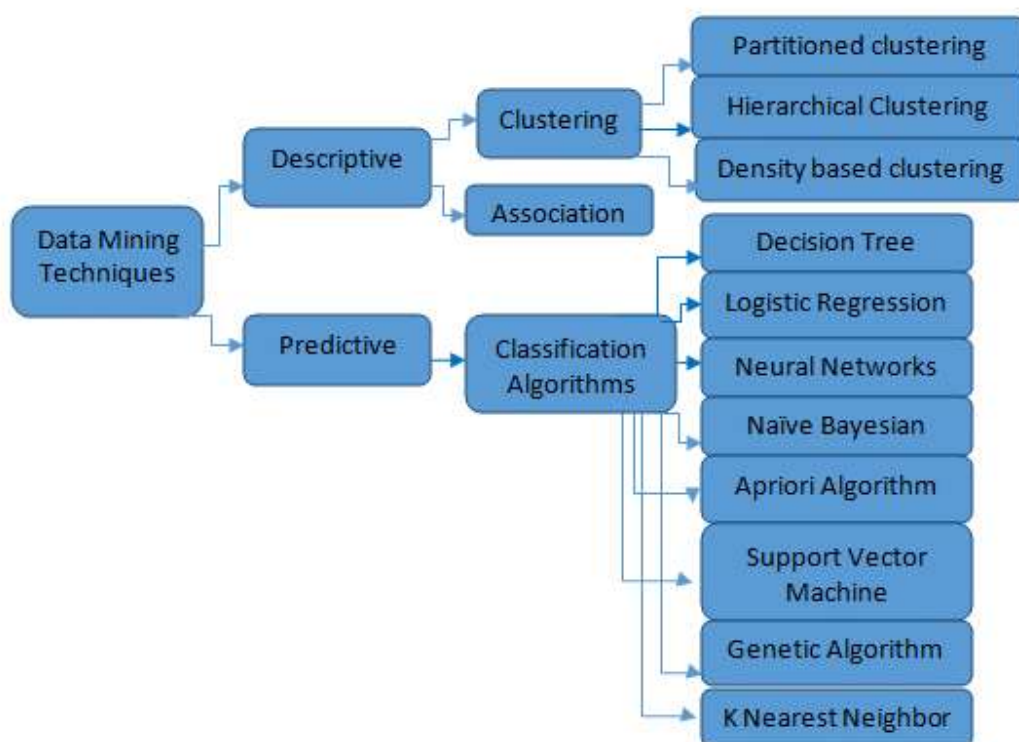 Data Mining
Techniques
Descriptive
Predictive
Clustering
Association
Classification
Algorithms
Partitioned clustering
Hierarchical Clustering
Density based clustering
Decision Tree
Logistic Regression
Neural Networks
Naïve Bayesian
Apriori Algorithm
Support Vector
Machine
Genetic Algorithm
K Nearest Neighbor